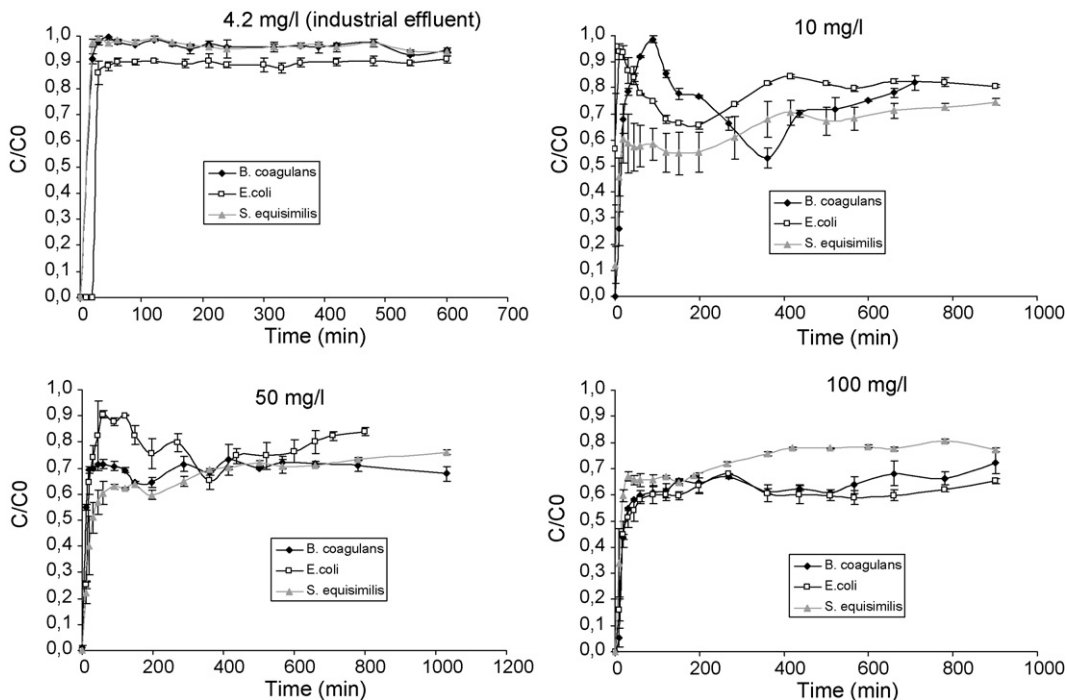 4.2 mg/l (industrial effluent)
1,0
0,9
0,8
0,7
0,6
0,5
0,4
0,3
0,2
0,1
0,0
C/C0
B. coagulans
E.coli
S. equisimilis
0 100 200 300 400 500 600 700
Time (min)
10 mg/l
1,0
0,9
0,8
0,7
0,6
0,5
0,4
0,3
0,2
0,1
0,0
C/C0
B. coagulans
E.coli
S. equisimilis
0 200 400 600 800 1000
Time (min)
50 mg/l
1,0
0,9
0,8
0,7
0,6
0,5
0,4
0,3
0,2
0,1
0,0
C/C0
B. coagulans
E.coli
S. equisimilis
0 200 400 600 800 1000 1200
Time (min)
100 mg/l
1,0
0,9
0,8
0,7
0,6
0,5
0,4
0,3
0,2
0,1
0,0
C/C0
B. coagulans
E.coli
S. equisimilis
0 200 400 600 800 1000
Time (min)